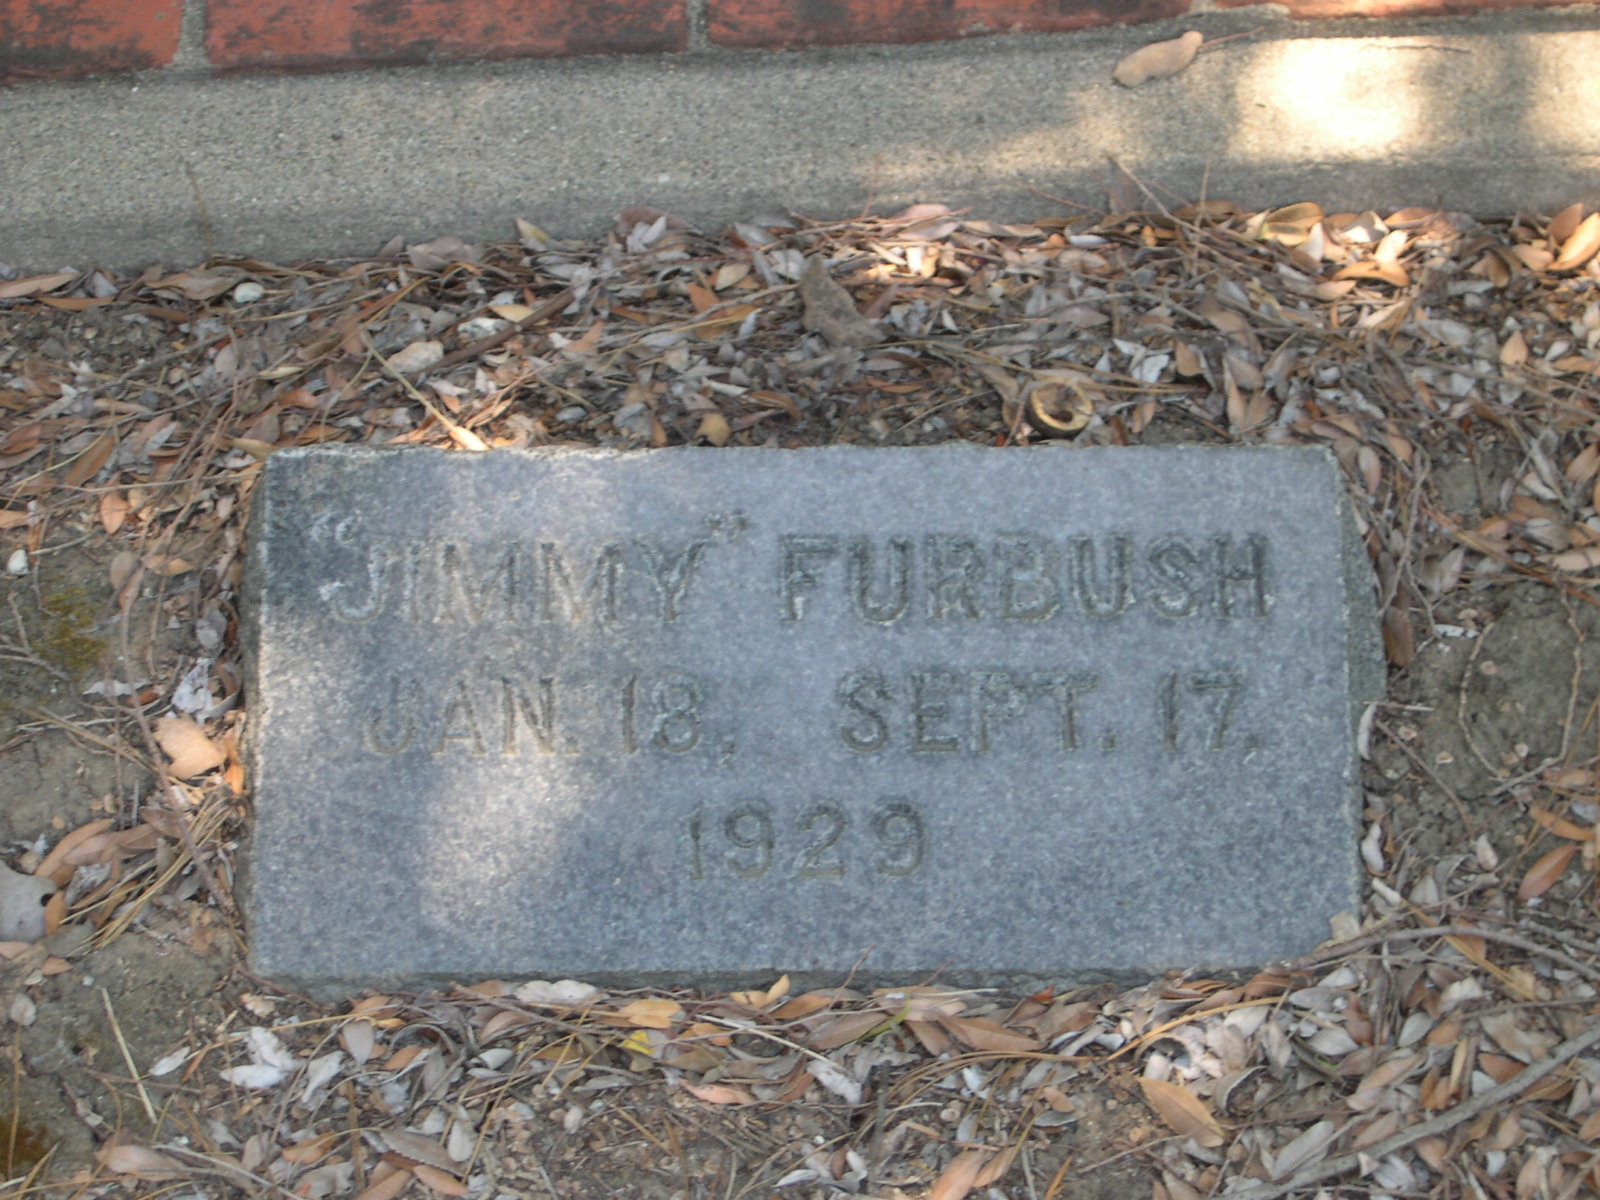 "JIMMY" FURBUSH
JAN. 18, SEPT. 17,
1929